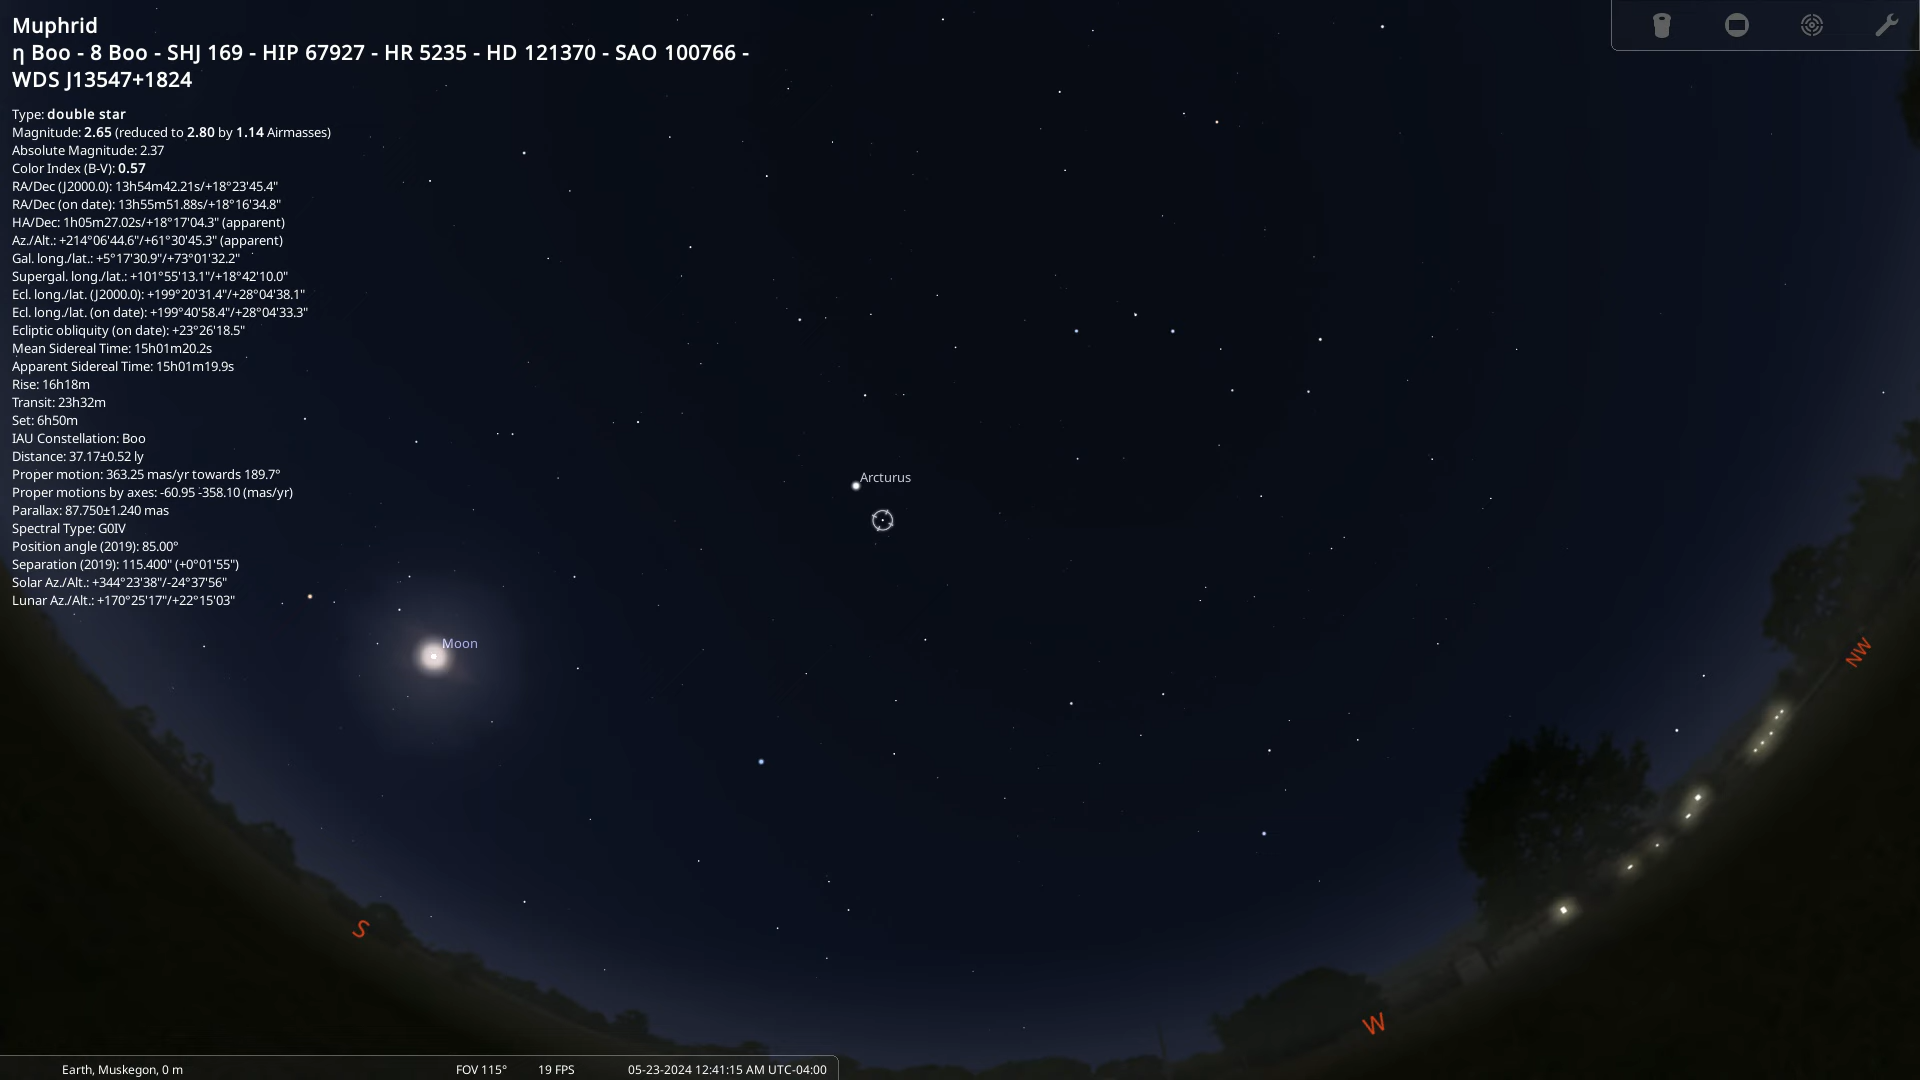 Muphrid
η Boo - 8 Boo - SHJ 169 - HIP 67927 - HR 5235 - HD 121370 - SAO 100766 -
WDS J13547+1824
Type: double star
Magnitude: 2.65 (reduced to 2.80 by 1.14 Airmasses)
Absolute Magnitude: 2.37
Color Index (B-V): 0.57
RA/Dec (J2000.0): 13h54m42.21s/+18°23'45.4"
RA/Dec (on date): 13h55m51.88s/+18°16'34.8"
HA/Dec: 1h05m27.02s/+18°17'04.3" (apparent)
Az./Alt.: +214°06'44.6"/+61°30'45.3" (apparent)
Gal. long./lat.: +5°17'30.9"/+73°01'32.2"
Supergal. long./lat.: +101°55'13.1"/+18°42'10.0"
Ecl. long./lat. (J2000.0): +199°20'31.4"/+28°04'38.1"
Ecl. long./lat. (on date): +199°40'58.4"/+28°04'33.3"
Ecliptic obliquity (on date): +23°26'18.5"
Mean Sidereal Time: 15h01m20.2s
Apparent Sidereal Time: 15h01m19.9s
Rise: 16h18m
Transit: 23h32m
Set: 6h50m
IAU Constellation: Boo
Distance: 37.17±0.52 ly
Proper motion: 363.25 mas/yr towards 189.7°
Proper motions by axes: -60.95 -358.10 (mas/yr)
Parallax: 87.750±1.240 mas
Spectral Type: G0IV
Position angle (2019): 85.00°
Separation (2019): 115.400" (+0°01'55")
Solar Az./Alt.: +344°23'38"/-24°37'56"
Lunar Az./Alt.: +170°25'17"/+22°15'03"
Arcturus
Moon
NW
S
W
Earth, Muskegon, 0 m
FOV 115°
19 FPS
05-23-2024 12:41:15 AM UTC-04:00